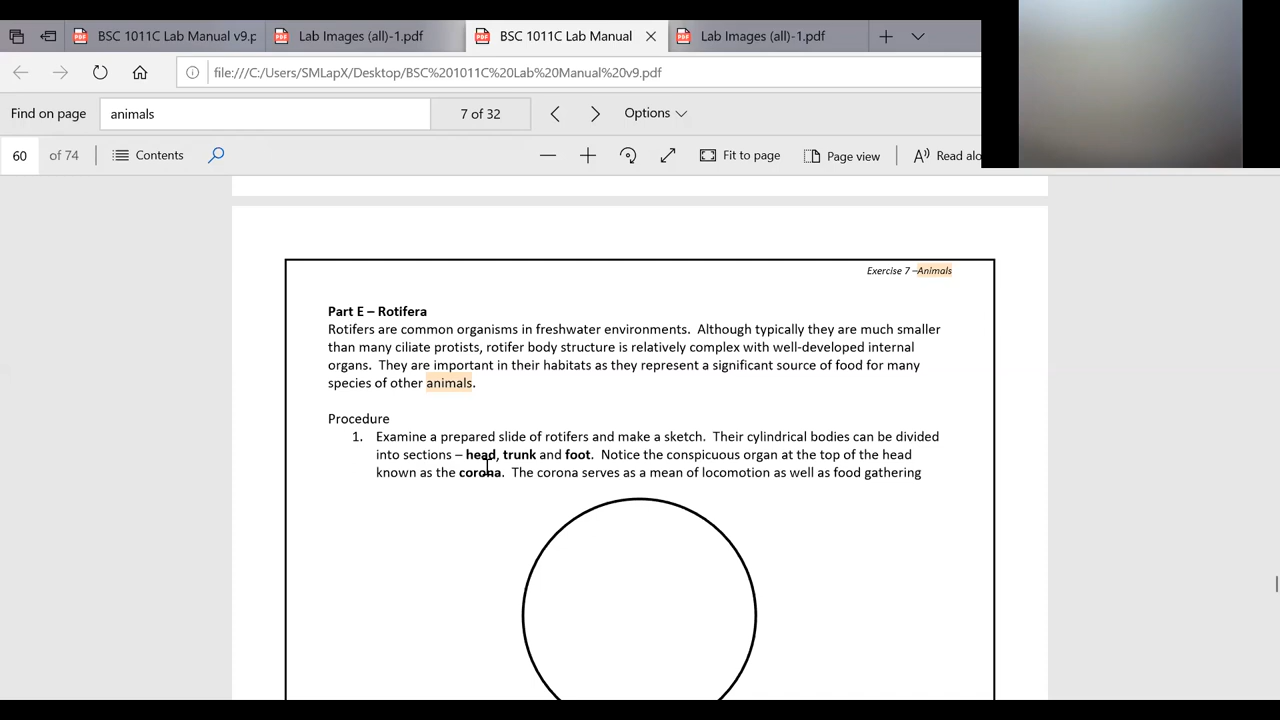 BSC 1011C Lab Manual v9.p
Lab Images (all)-1.pdf
BSC 1011C Lab Manual
Lab Images (all)-1.pdf
file:///C:/Users/SMLapX/Desktop/BSC%201011C%20Lab%20Manual%20v9.pdf
Find on page
animals
7 of 32
Options
60 of 74
Contents
Fit to page
Page view
Read alo
Exercise 7 –Animals
Part E – Rotifera
Rotifers are common organisms in freshwater environments.  Although typically they are much smaller
than many ciliate protists, rotifer body structure is relatively complex with well-developed internal
organs.  They are important in their habitats as they represent a significant source of food for many
species of other animals.
Procedure
1. Examine a prepared slide of rotifers and make a sketch.  Their cylindrical bodies can be divided
into sections – head, trunk and foot.  Notice the conspicuous organ at the top of the head
known as the corona.  The corona serves as a mean of locomotion as well as food gathering